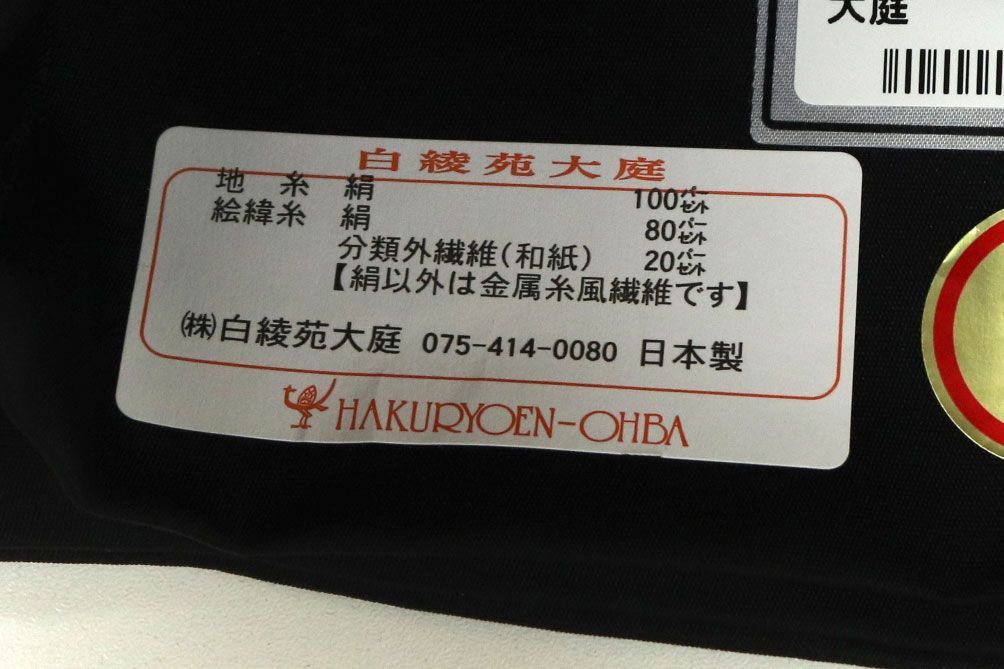 大庭
白綾苑大庭
地 糸 絹 100パーセント
絵緯糸 絹 80パーセント
分類外繊維(和紙) 20パーセント
【絹以外は金属糸風繊維です】
㈱白綾苑大庭 075-414-0080 日本製
HAKURYOEN-OHBA